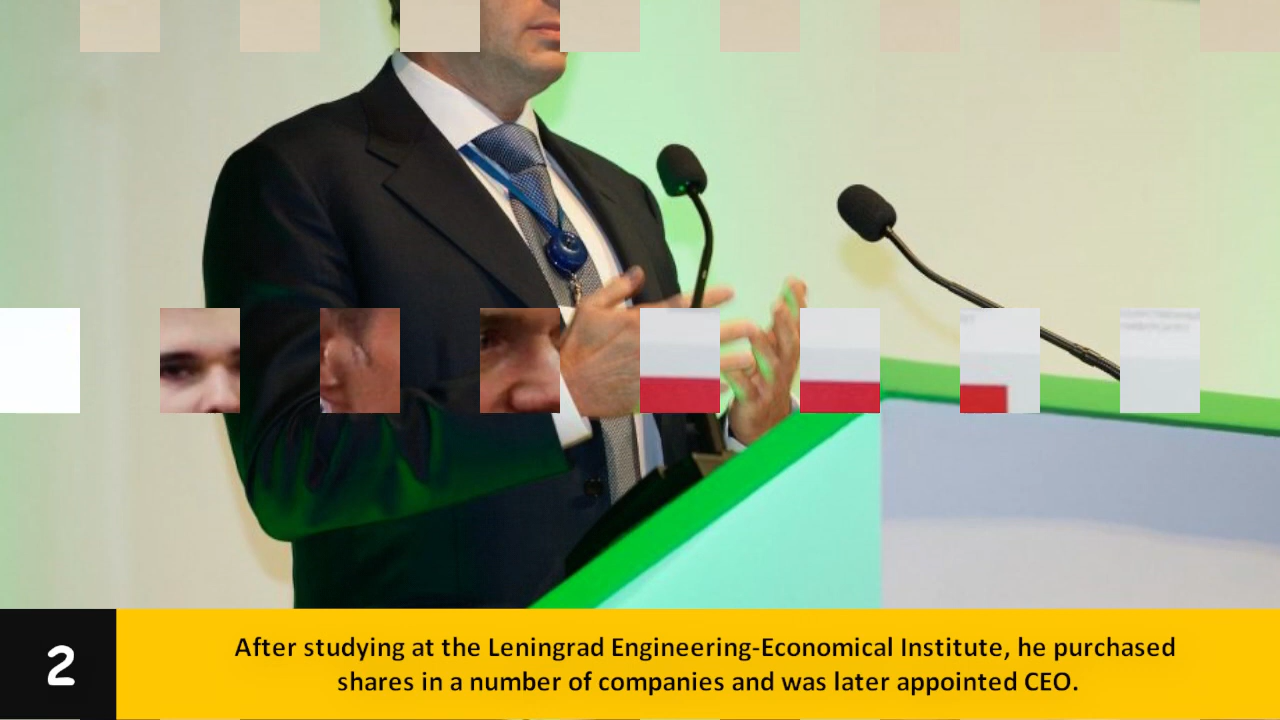 After studying at the Leningrad Engineering-Economical Institute, he purchased
2
shares in a number of companies and was later appointed CEO.